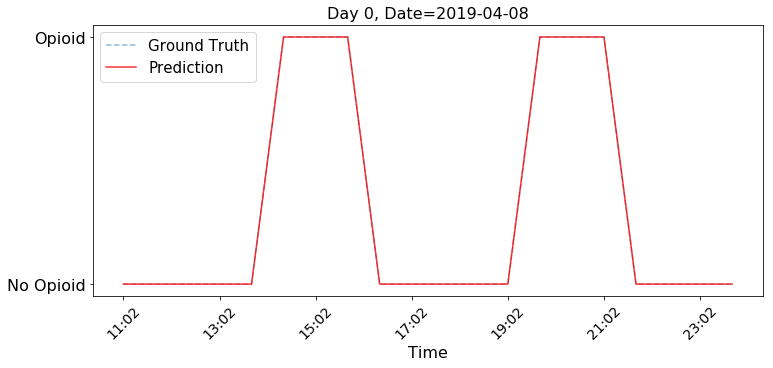 Day 0, Date=2019-04-08
Opioid
No Opioid
Ground Truth
Prediction
11:02
13:02
15:02
17:02
19:02
21:02
23:02
Time